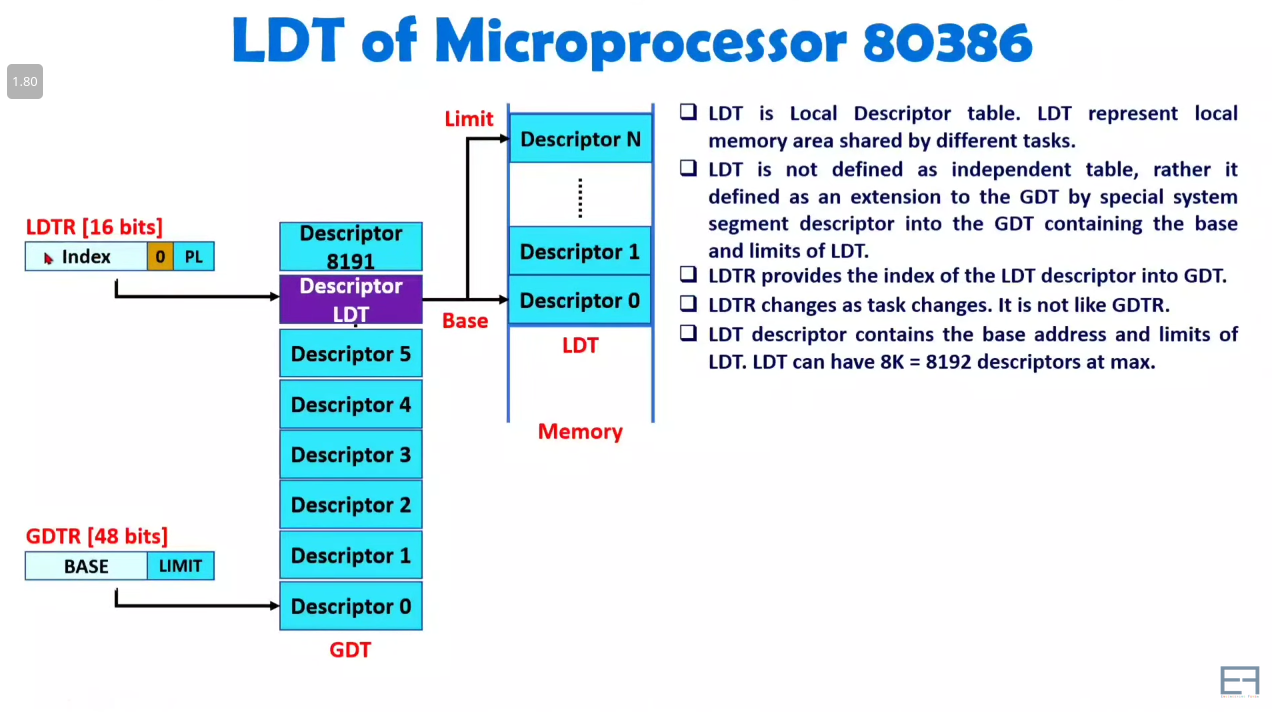 LDT of Microprocessor 80386
1.80
LDTR [16 bits]
Index 0 PL
GDTR [48 bits]
BASE LIMIT
Descriptor
8191
Descriptor
LDT
Descriptor 5
Descriptor 4
Descriptor 3
Descriptor 2
Descriptor 1
Descriptor 0
GDT
Limit
Base
Descriptor N
Descriptor 1
Descriptor 0
LDT
Memory
LDT is Local Descriptor table. LDT represent local
memory area shared by different tasks.
LDT is not defined as independent table, rather it
defined as an extension to the GDT by special system
segment descriptor into the GDT containing the base
and limits of LDT.
LDTR provides the index of the LDT descriptor into GDT.
LDTR changes as task changes. It is not like GDTR.
LDT descriptor contains the base address and limits of
LDT. LDT can have 8K = 8192 descriptors at max.